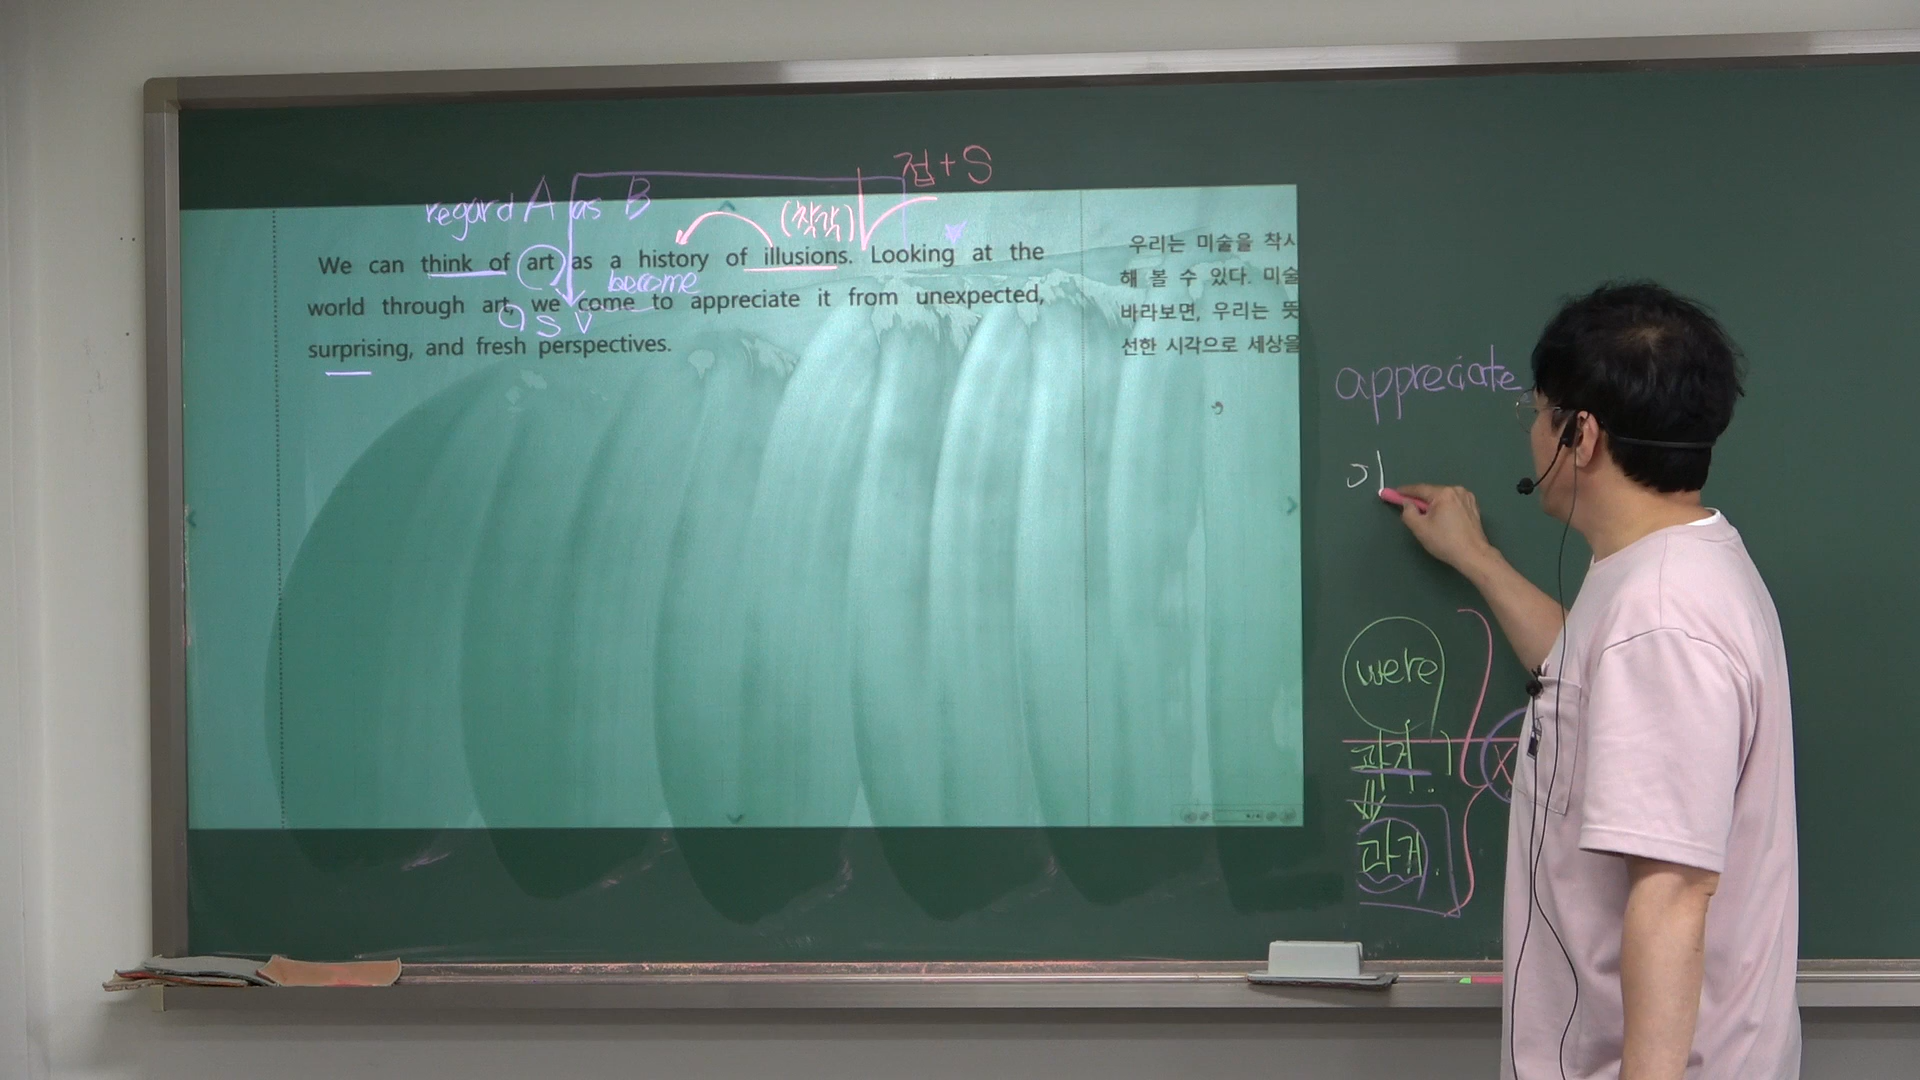 접+S
regard A as B
(착각)
We can think of art as a history of illusions. Looking at the
become
world through art, we come to appreciate it from unexpected,
S V
surprising, and fresh perspectives.
우리는 미술을 착시
해 볼 수 있다. 미술
바라보면, 우리는 뜻
선한 시각으로 세상을
appreciate
이
were
과거
과거.
X